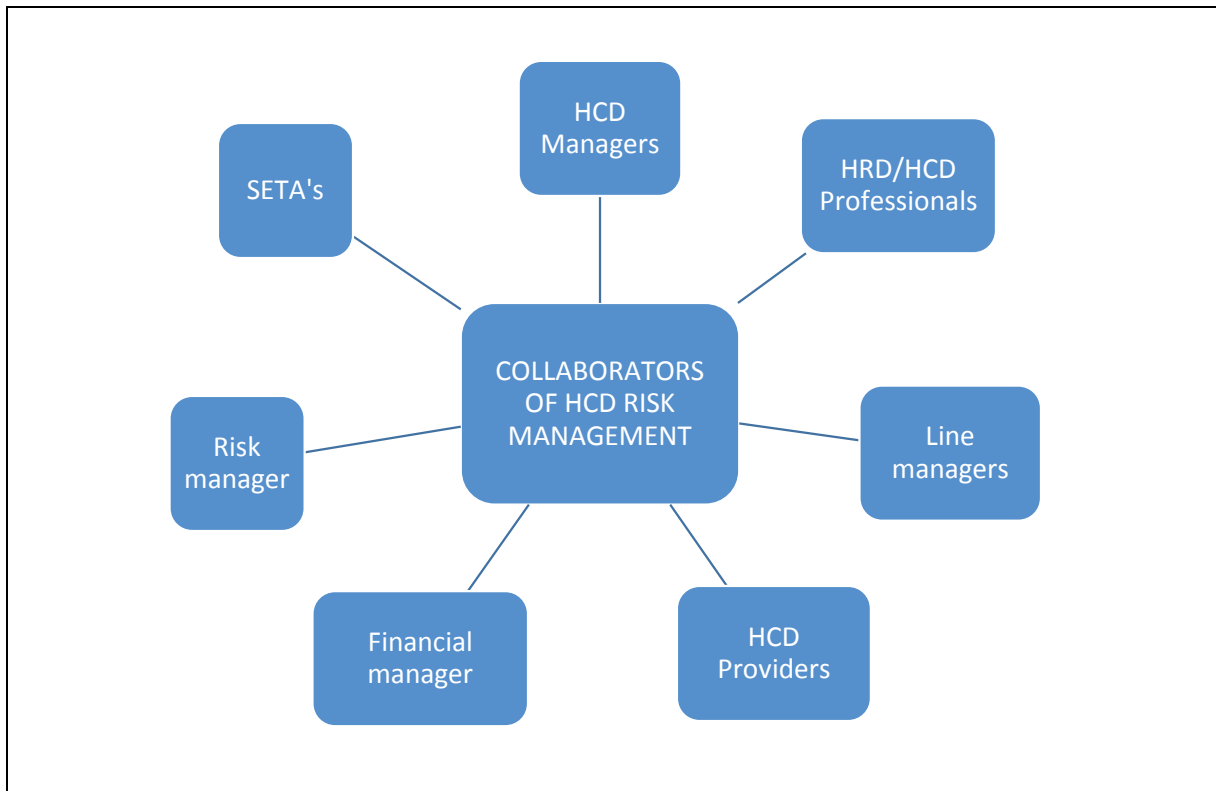 HCD
Managers
HRD/HCD
Professionals
SETA's
COLLABORATORS
OF HCD RISK
MANAGEMENT
Line
managers
Risk
manager
HCD
Providers
Financial
manager